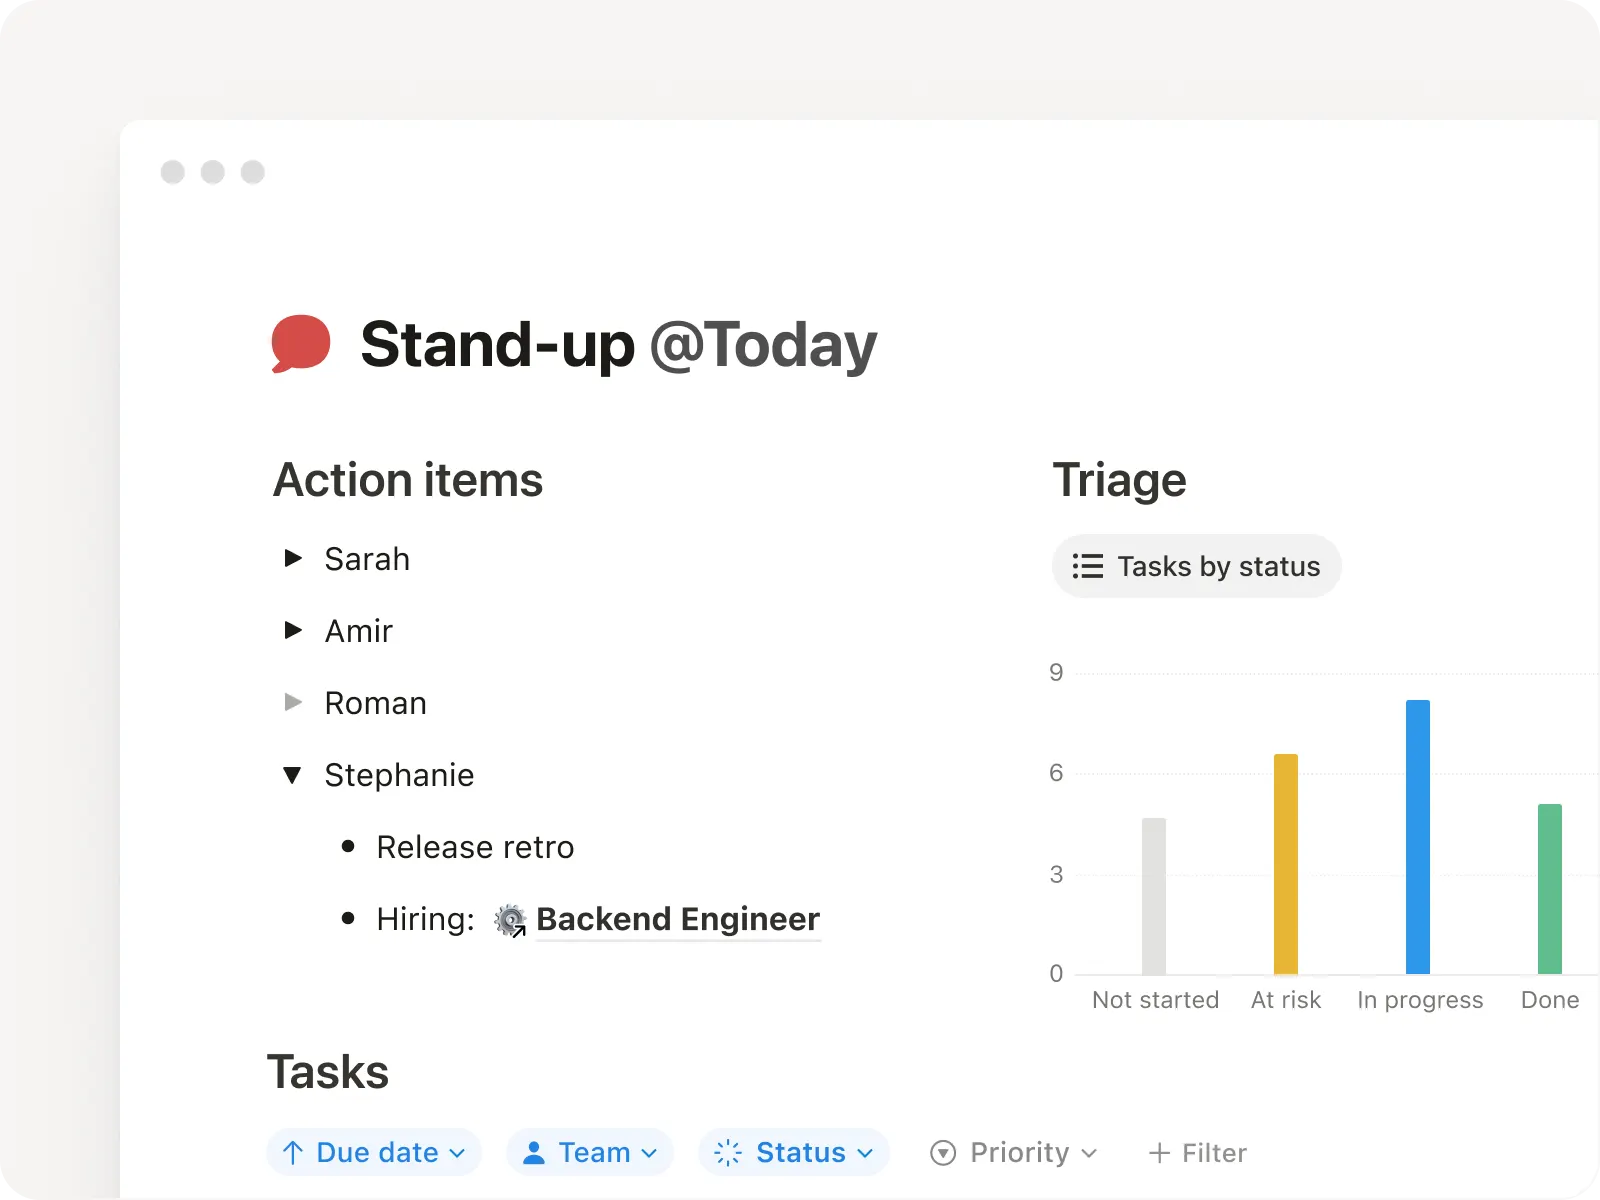 Stand-up @Today
Action items
Sarah
Amir
Roman
Stephanie
Release retro
Hiring: Backend Engineer
Triage
Tasks by status
9
6
3
0
Not started At risk In progress Done
Tasks
Due date Team Status Priority + Filter